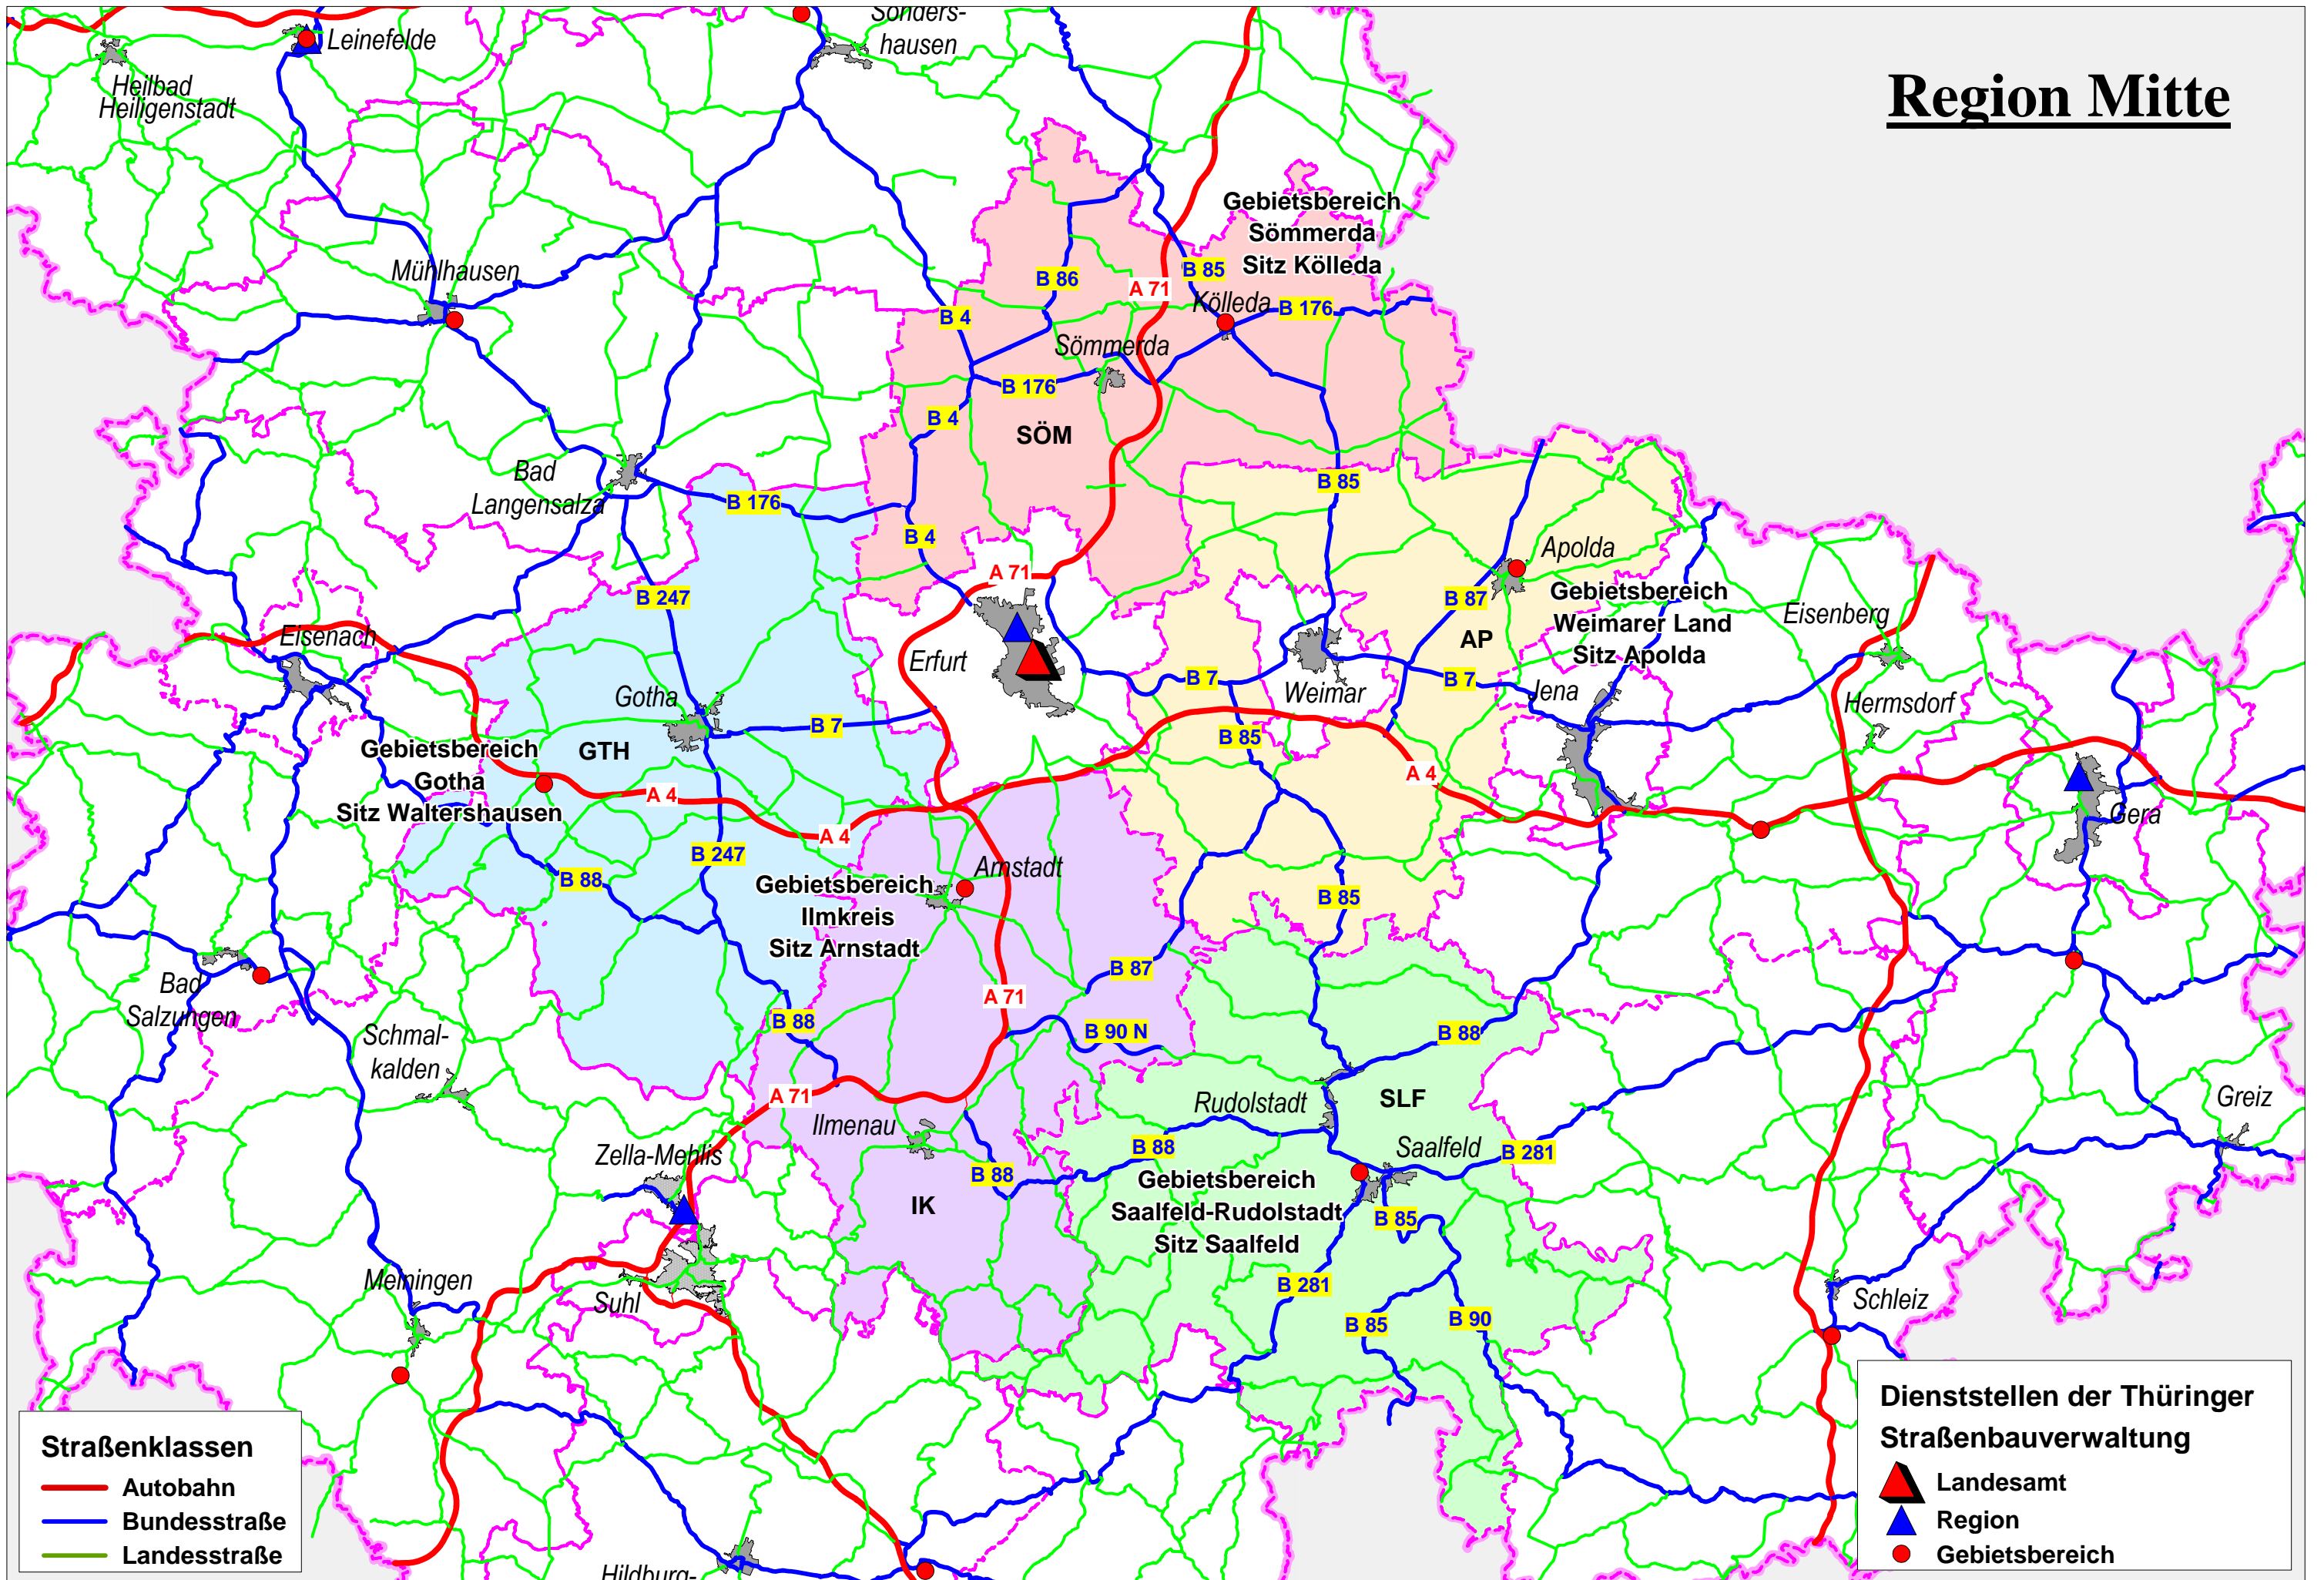 Region Mitte
Sonders-
hausen
Leinefelde
Heilbad
Heiligenstadt
Gebietsbereich
Sömmerda
Sitz Kölleda
Mühlhausen
B 86
A 71
B 85
Kölleda
B 176
B 4
Sömmerda
B 176
B 4
SÖM
Bad
Langensalza
B 176
B 85
B 4
Apolda
A 71
B 247
B 87
Gebietsbereich
Weimarer Land
Sitz Apolda
Eisenberg
Eisenach
AP
Erfurt
B 7
B 7
Weimar
Jena
Hermsdorf
Gotha
B 7
B 85
Gebietsbereich
Gotha
Sitz Waltershausen
GTH
A 4
A 4
A 4
Gera
B 247
B 88
Arnstadt
Gebietsbereich
Ilmkreis
Sitz Arnstadt
B 85
B 87
Bad
Salzungen
A 71
B 88
B 90 N
B 88
Schmal-
kalden
A 71
Rudolstadt
SLF
Greiz
Ilmenau
Zella-Mehlis
B 88
Saalfeld
B 281
B 88
IK
Gebietsbereich
Saalfeld-Rudolstadt
Sitz Saalfeld
B 85
Meiningen
Suhl
B 281
Schleiz
B 85
B 90
Straßenklassen
Autobahn
Bundesstraße
Landesstraße
Hildburg-
Dienststellen der Thüringer
Straßenbauverwaltung
Landesamt
Region
Gebietsbereich